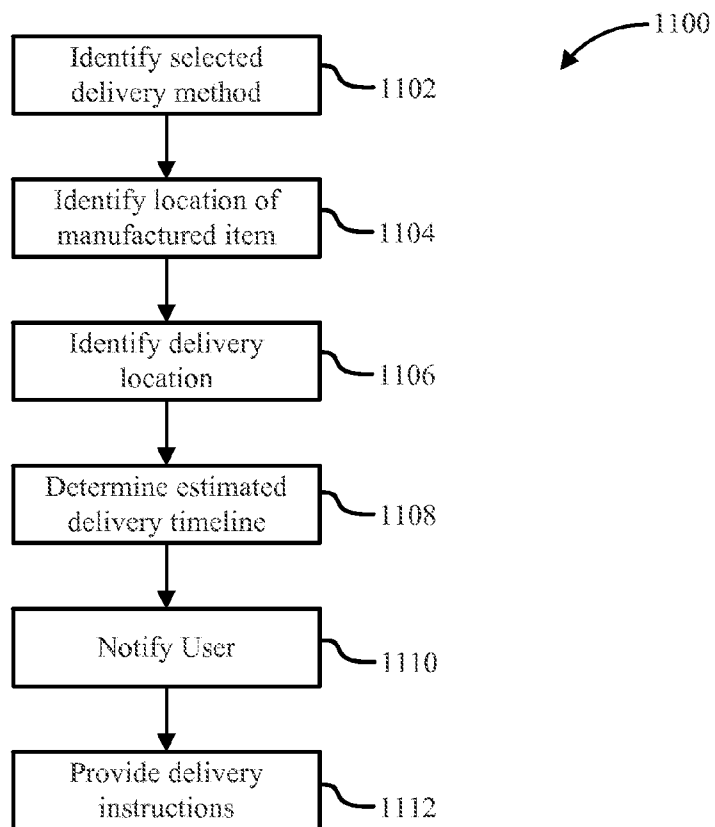 1100
Identify selected
delivery method
1102
Identify location of
manufactured item
1104
Identify delivery
location
1106
Determine estimated
delivery timeline
1108
Notify User
1110
Provide delivery
instructions
1112